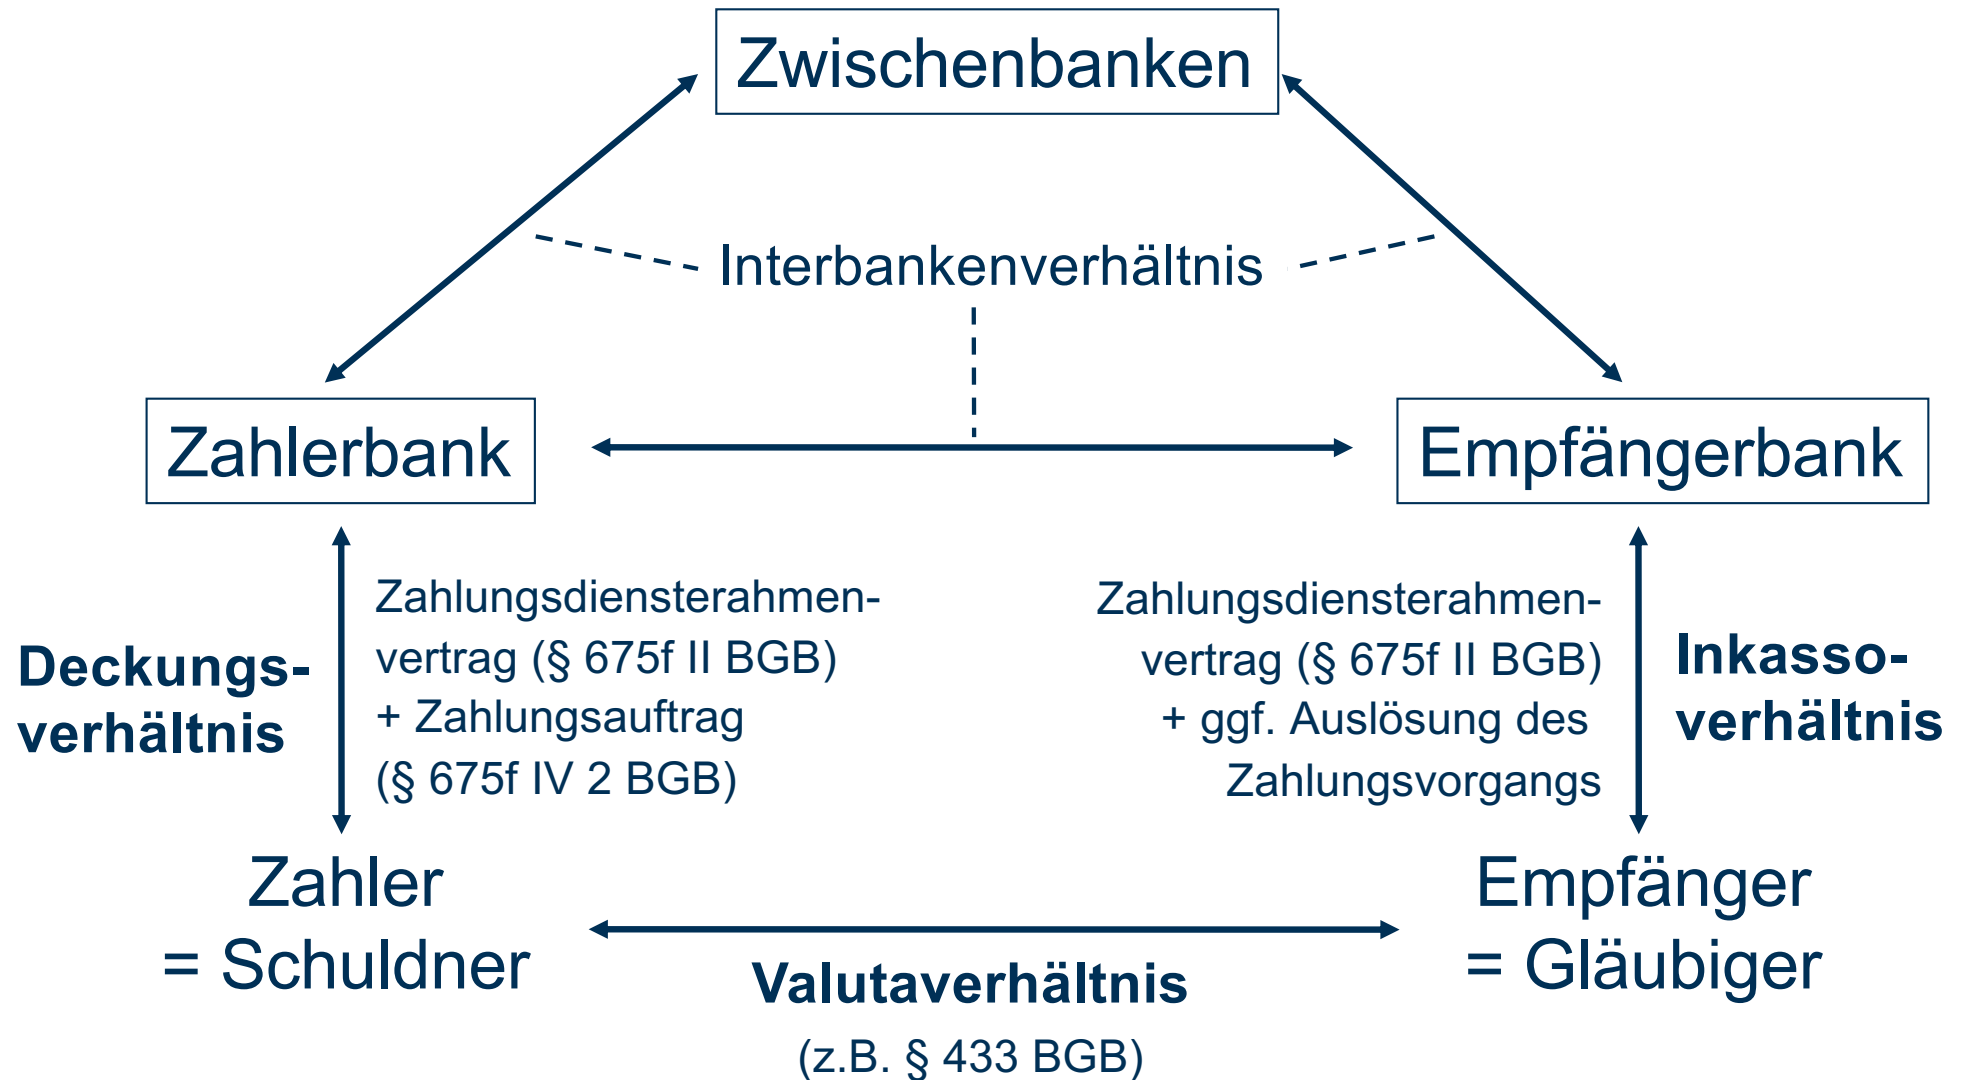 Zwischenbanken
Interbankenverhältnis
Zahlerbank
Empfängerbank
Deckungs-
verhältnis
Zahlungsdiensterahmen-
vertrag (§ 675f II BGB)
+ Zahlungsauftrag
(§ 675f IV 2 BGB)
Zahlungsdiensterahmen-
vertrag (§ 675f II BGB)
+ ggf. Auslösung des
Zahlungsvorgangs
Inkasso-
verhältnis
Zahler
= Schuldner
Empfänger
= Gläubiger
Valutaverhältnis
(z.B. § 433 BGB)